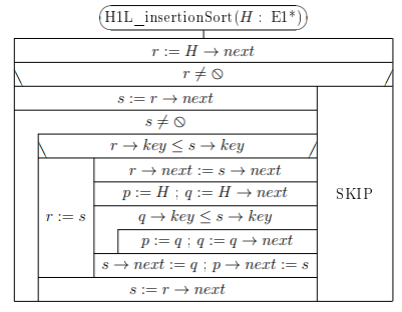 H1L_insertionSort(H : E1*)
r := H → next
r ≠ ⦸
s := r → next
s ≠ ⦸
r → key ≤ s → key
r := s
r → next := s → next
p := H ; q := H → next
q → key ≤ s → key
p := q ; q := q → next
s → next := q ; p → next := s
s := r → next
SKIP